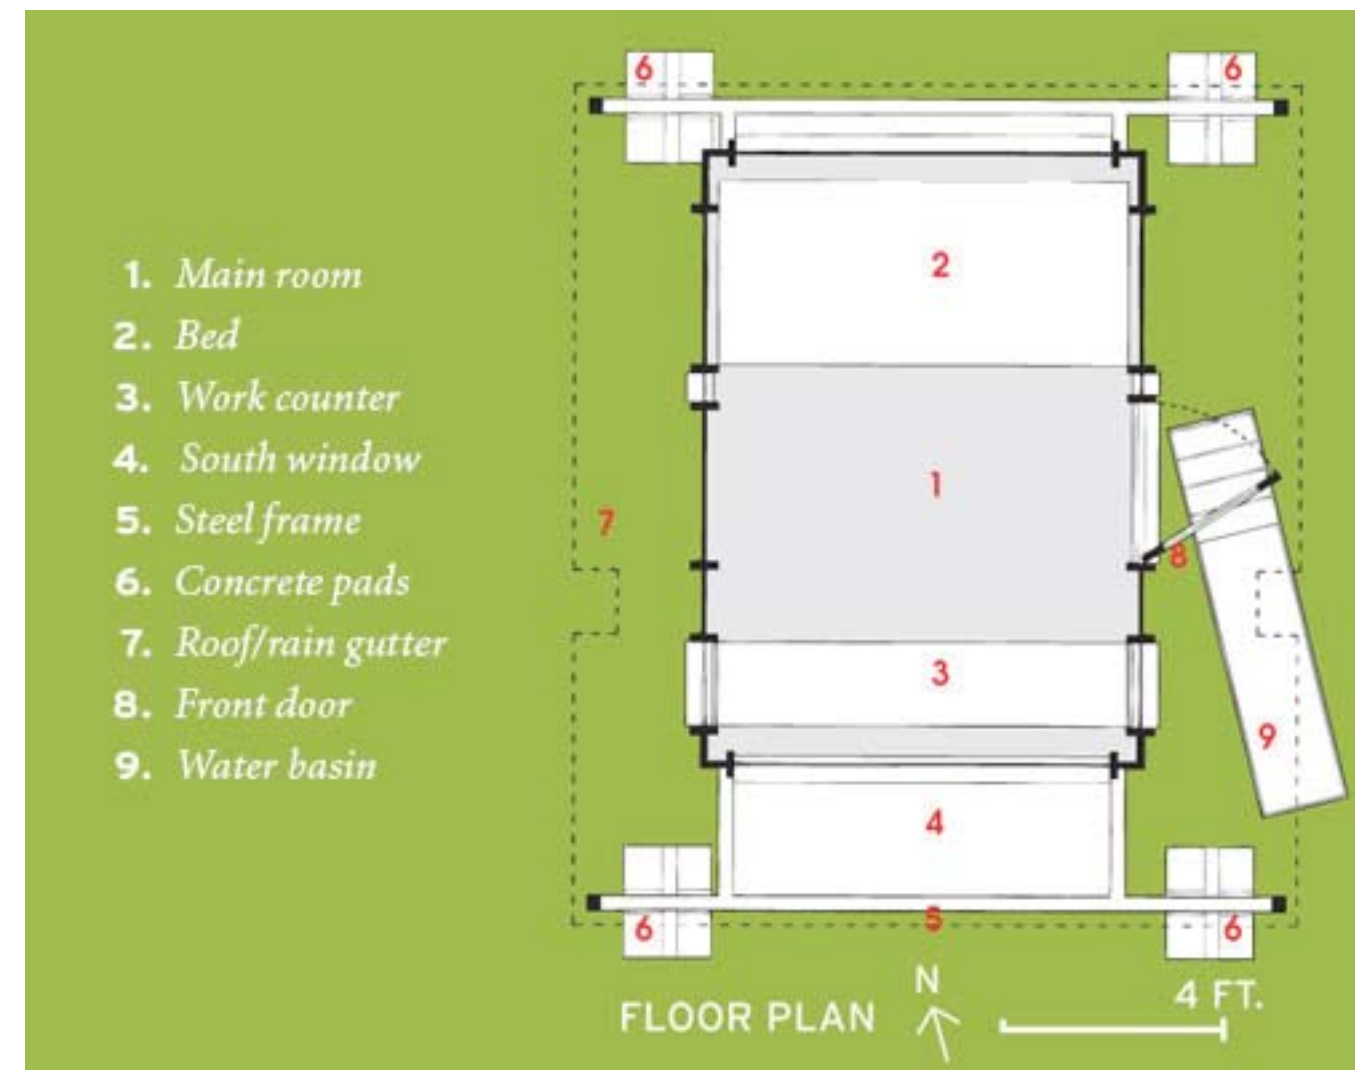 1. Main room
2. Bed
3. Work counter
4. South window
5. Steel frame
6. Concrete pads
7. Roof/rain gutter
8. Front door
9. Water basin
6
6
2
1
7
8
3
9
4
6
5
6
N
4 FT.
FLOOR PLAN